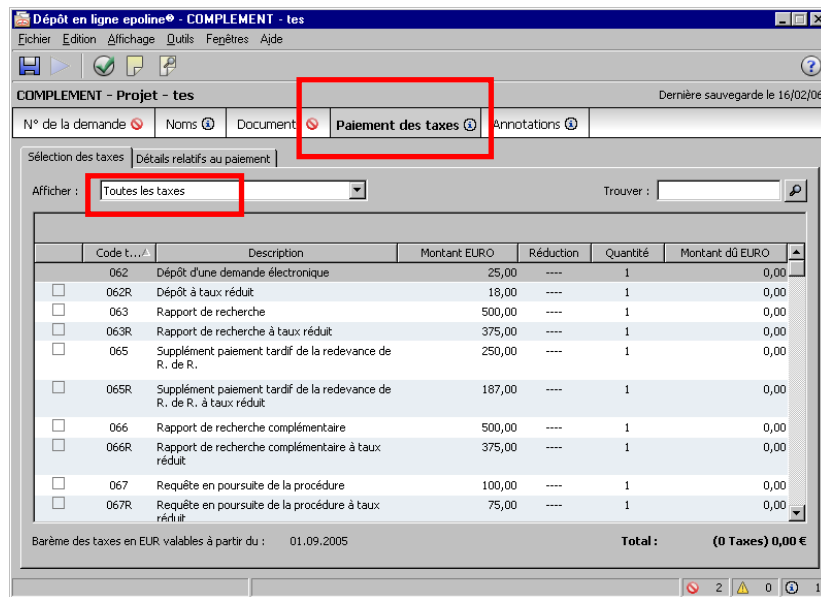 Dépôt en ligne epoline® - COMPLEMENT - tes
Fichier Edition Affichage Outils Fenêtres Aide
COMPLEMENT - Projet - tes Dernière sauvegarde le 16/02/06
N° de la demande Noms Document Paiement des taxes Annotations
Sélection des taxes Détails relatifs au paiement
Afficher : Toutes les taxes Trouver :
Code t... Description Montant EURO Réduction Quantité Montant dû EURO
062 Dépôt d'une demande électronique 25,00 ---- 1 0,00
062R Dépôt à taux réduit 18,00 ---- 1 0,00
063 Rapport de recherche 500,00 ---- 1 0,00
063R Rapport de recherche à taux réduit 375,00 ---- 1 0,00
065 Supplément paiement tardif de la redevance de 250,00 ---- 1 0,00
R. de R.
065R Supplément paiement tardif de la redevance de 187,00 ---- 1 0,00
R. de R. à taux réduit
066 Rapport de recherche complémentaire 500,00 ---- 1 0,00
066R Rapport de recherche complémentaire à taux 375,00 ---- 1 0,00
réduit
067 Requête en poursuite de la procédure 100,00 ---- 1 0,00
067R Requête en poursuite de la procédure à taux 75,00 ---- 1 0,00
réduit
Barème des taxes en EUR valables à partir du : 01.09.2005 Total : (0 Taxes) 0,00 €
2 0 1